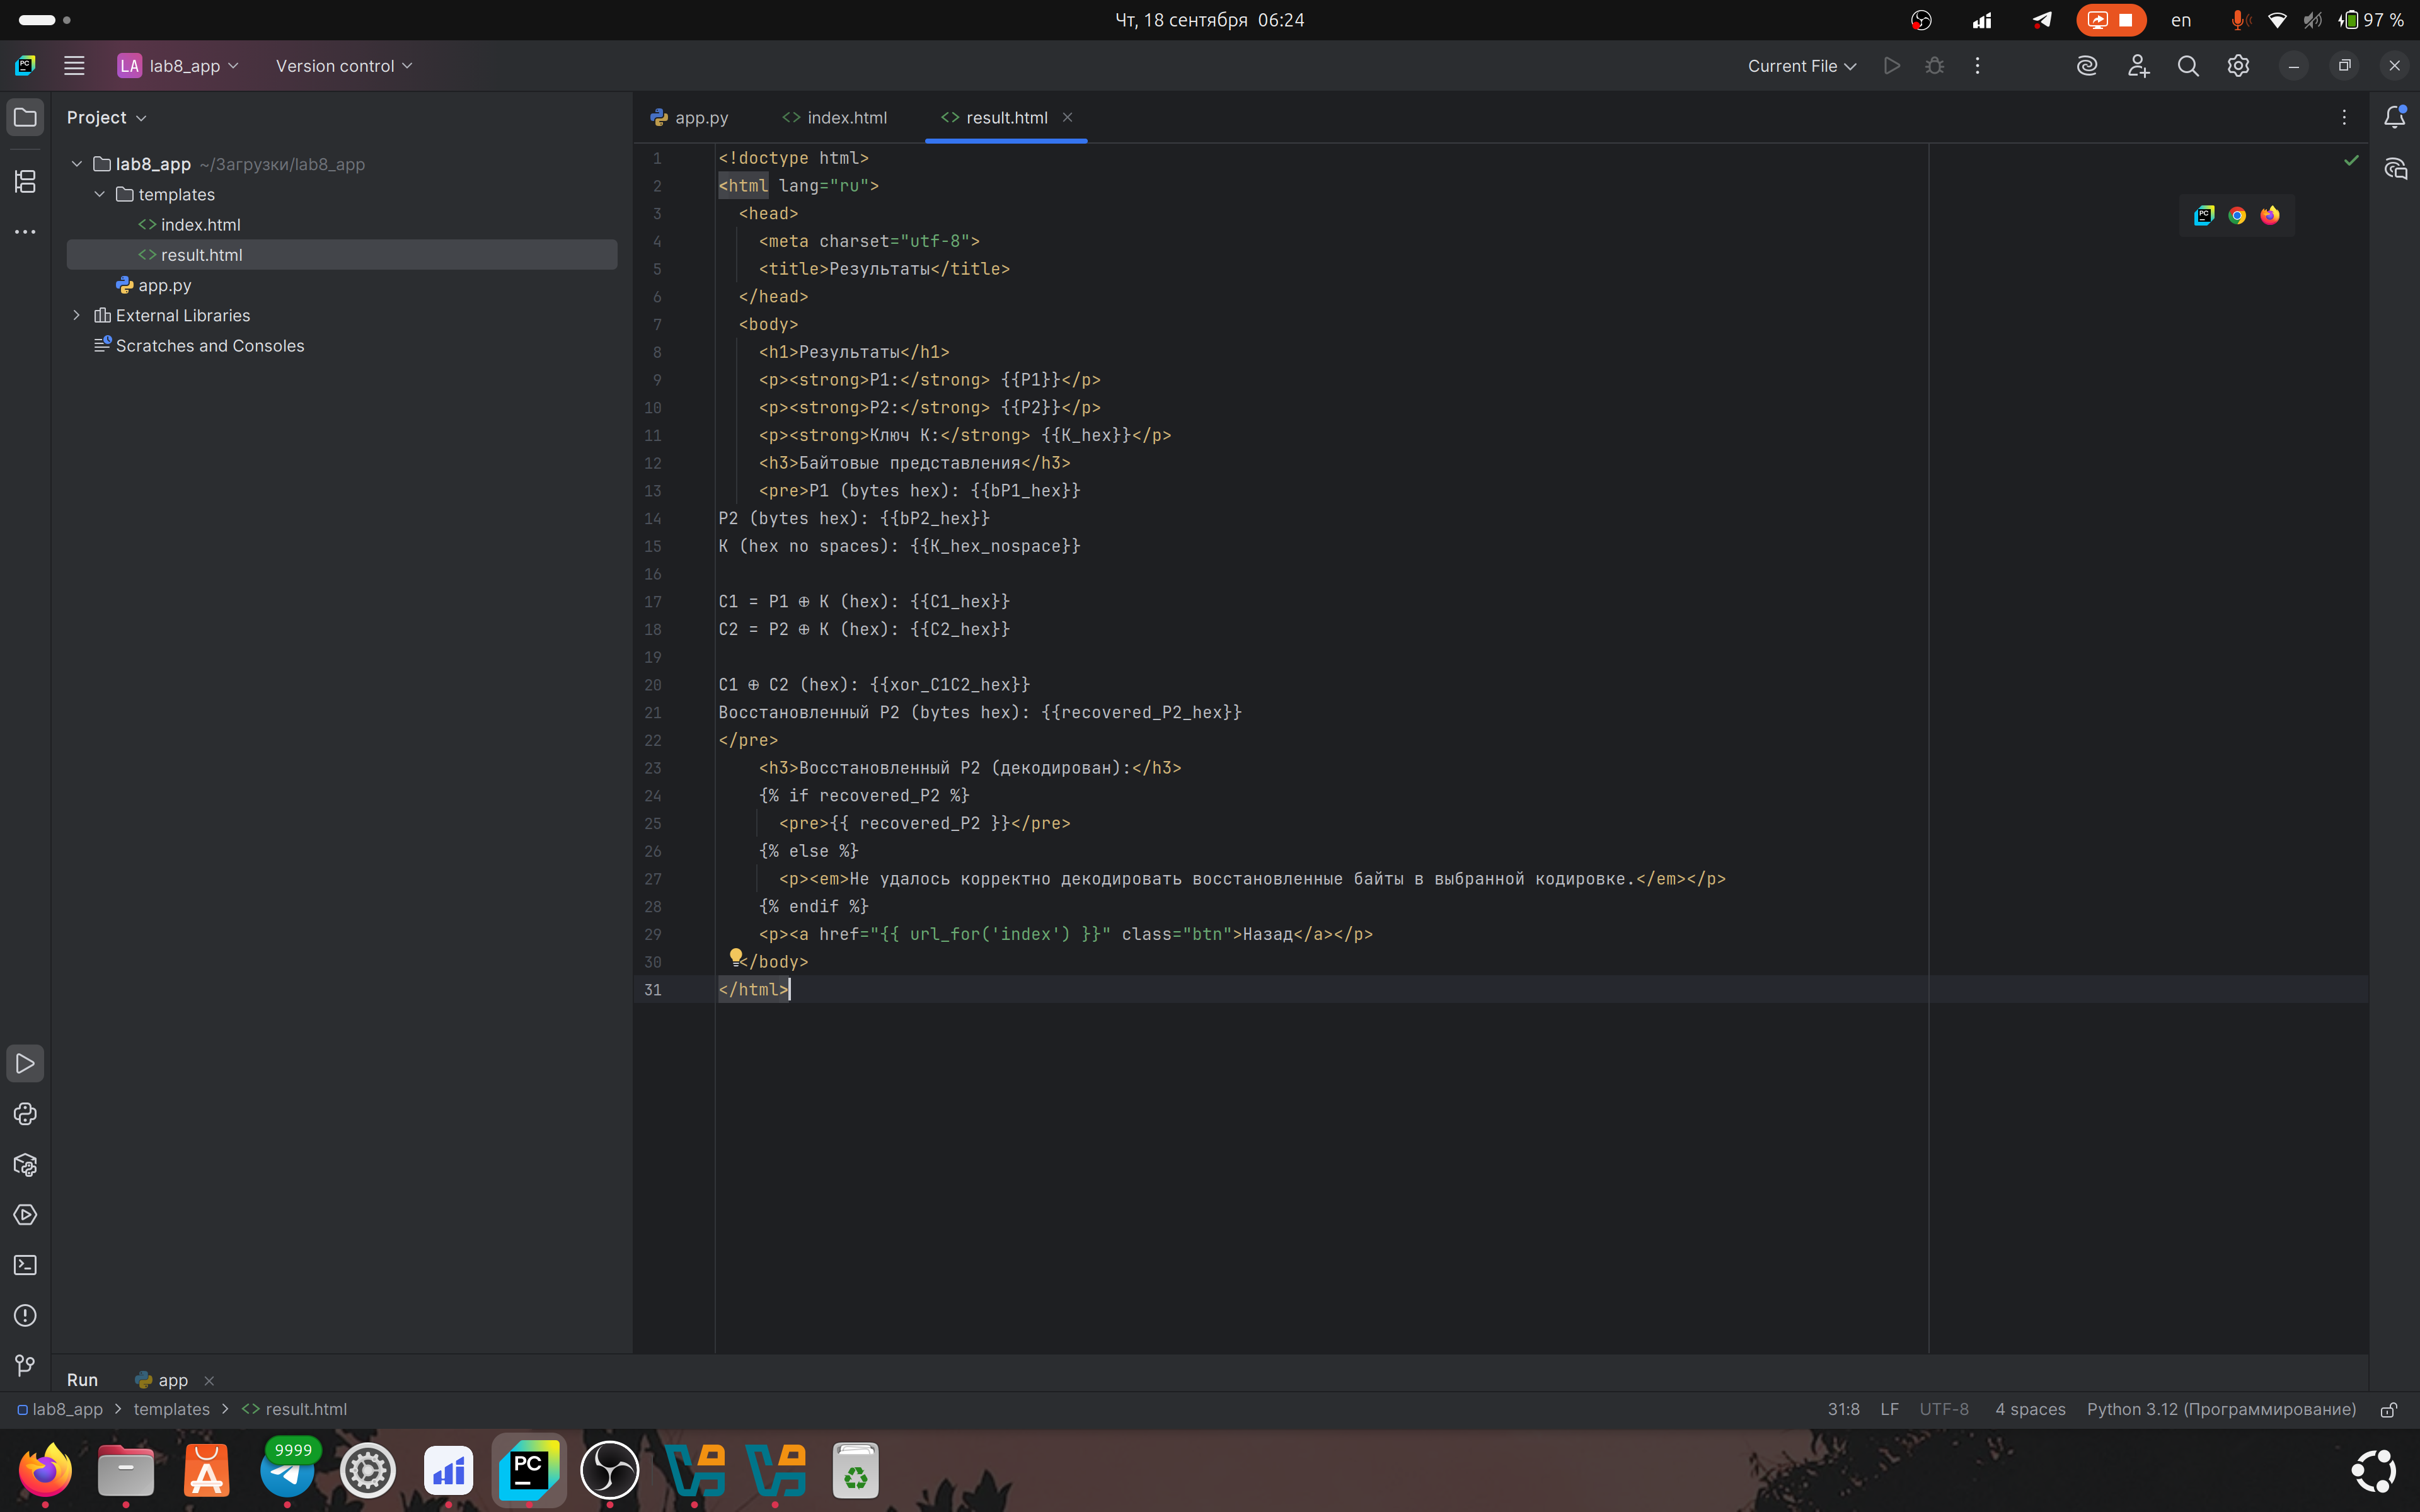 Чт, 18 сентября 06:24
en
97 %
PC
LA lab8_app
Version control
Current File
Project
app.py
index.html
result.html
lab8_app ~/Загрузки/lab8_app
templates
index.html
result.html
app.py
External Libraries
Scratches and Consoles
1 <!doctype html>
2 <html lang="ru">
3 <head>
4 <meta charset="utf-8">
5 <title>Результаты</title>
6 </head>
7 <body>
8 <h1>Результаты</h1>
9 <p><strong>P1:</strong> {{P1}}</p>
10 <p><strong>P2:</strong> {{P2}}</p>
11 <p><strong>Ключ K:</strong> {{K_hex}}</p>
12 <h3>Байтовые представления</h3>
13 <pre>P1 (bytes hex): {{bP1_hex}}
14 P2 (bytes hex): {{bP2_hex}}
15 K (hex no spaces): {{K_hex_nospace}}
16
17 C1 = P1 ⊕ K (hex): {{C1_hex}}
18 C2 = P2 ⊕ K (hex): {{C2_hex}}
19
20 C1 ⊕ C2 (hex): {{xor_C1C2_hex}}
21 Восстановленный P2 (bytes hex): {{recovered_P2_hex}}
22 </pre>
23 <h3>Восстановленный P2 (декодирован):</h3>
24 {% if recovered_P2 %}
25 <pre>{{ recovered_P2 }}</pre>
26 {% else %}
27 <p><em>Не удалось корректно декодировать восстановленные байты в выбранной кодировке.</em></p>
28 {% endif %}
29 <p><a href="{{ url_for('index') }}" class="btn">Назад</a></p>
30 </body>
31 </html>
PC
Run
app
lab8_app > templates > result.html
31:8 LF UTF-8 4 spaces Python 3.12 (Программирование)
9999
PC